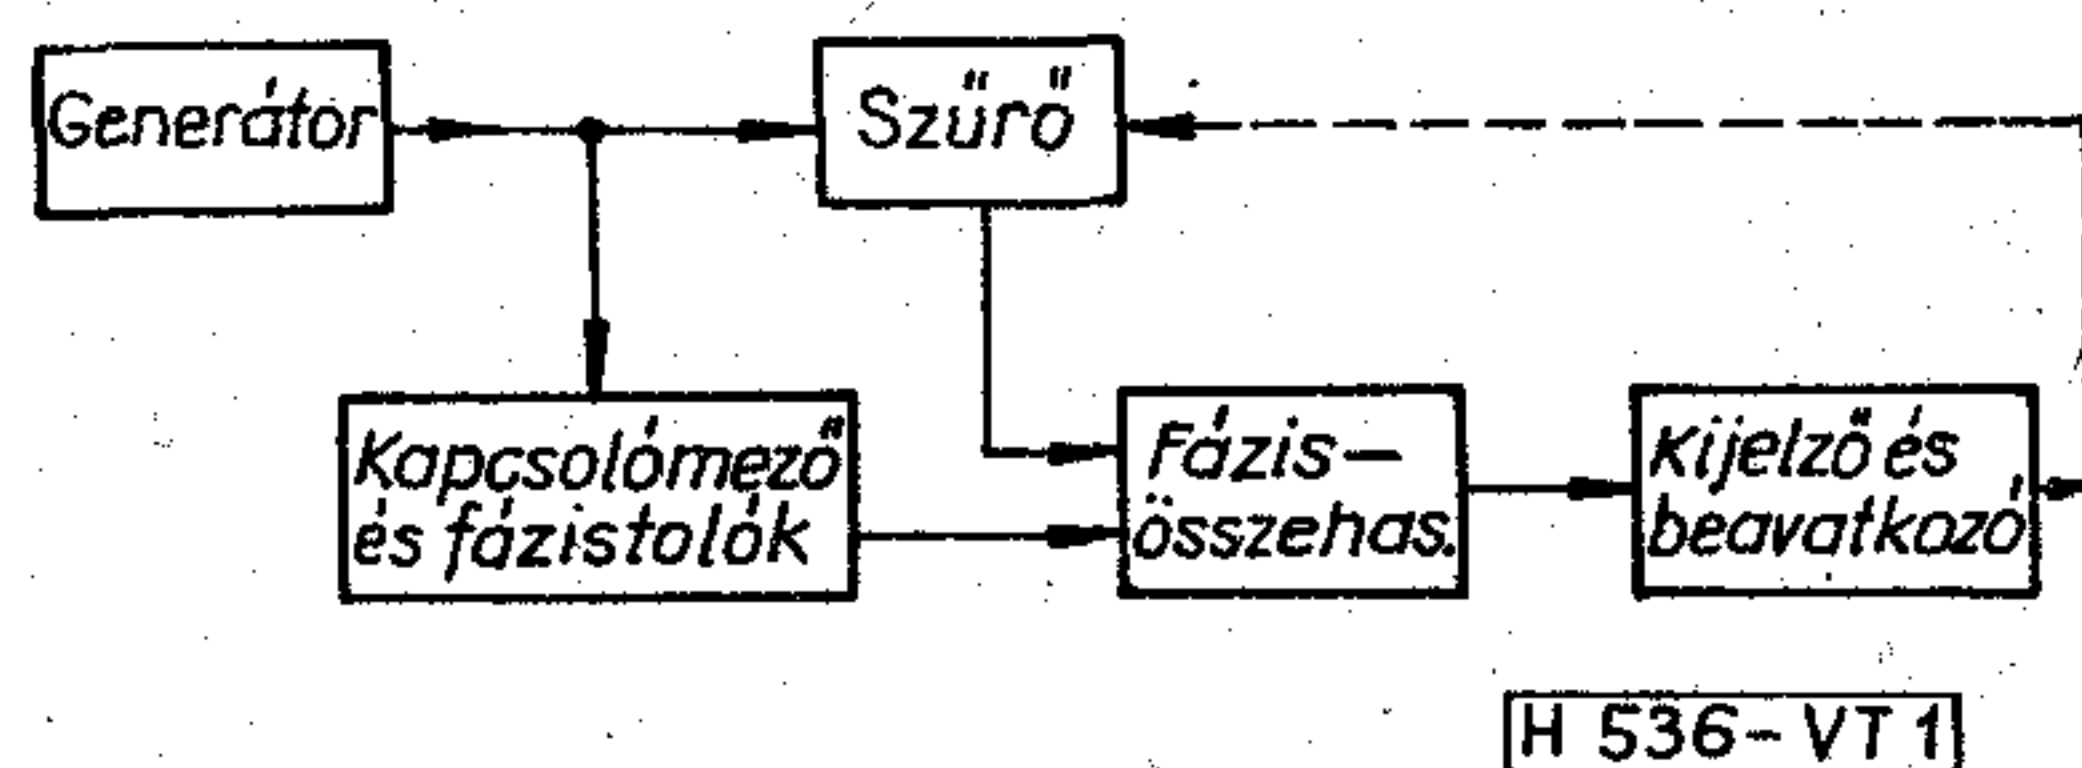 Generátor
Szűrő
Kapcsolómező
és fázistolók
Fázis-
összehas.
Kijelző és
beavatkozó
H 536-VT 1